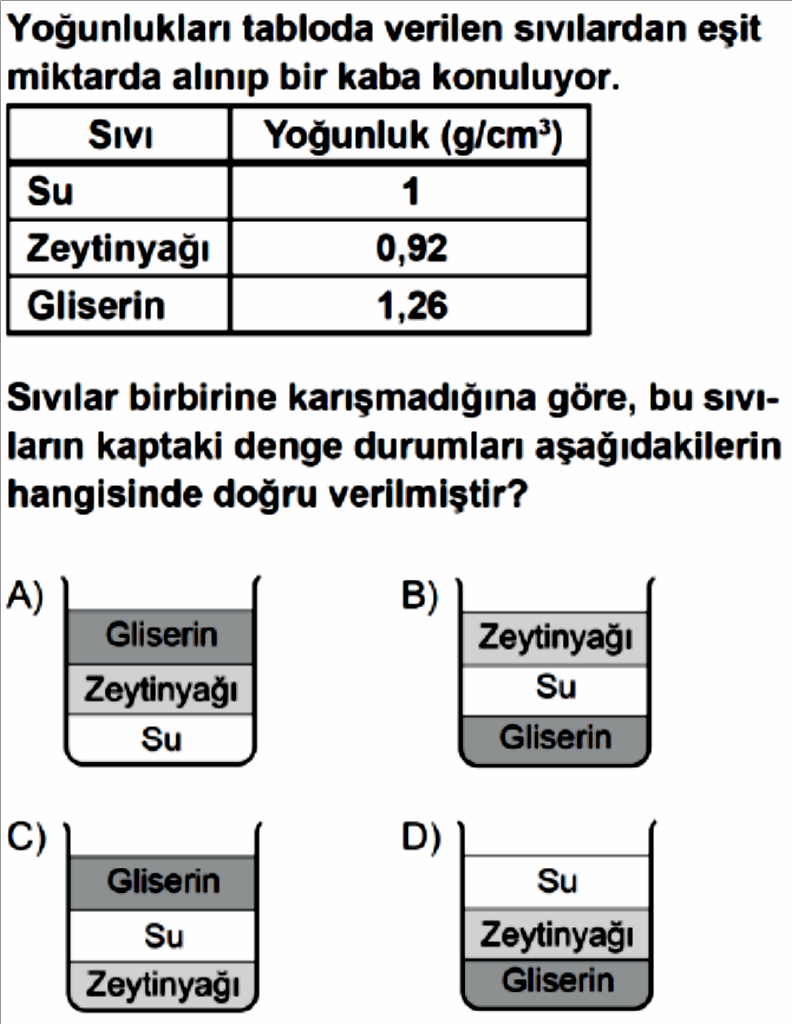 Yoğunlukları tabloda verilen sıvılardan eşit
miktarda alınıp bir kaba konuluyor.
Sıvı Yoğunluk (g/cm³)
Su 1
Zeytinyağı 0,92
Gliserin 1,26
Sıvılar birbirine karışmadığına göre, bu sıvı-
ların kaptaki denge durumları aşağıdakilerin
hangisinde doğru verilmiştir?
A)
Gliserin
Zeytinyağı
Su
B)
Zeytinyağı
Su
Gliserin
C)
Gliserin
Su
Zeytinyağı
D)
Su
Zeytinyağı
Gliserin